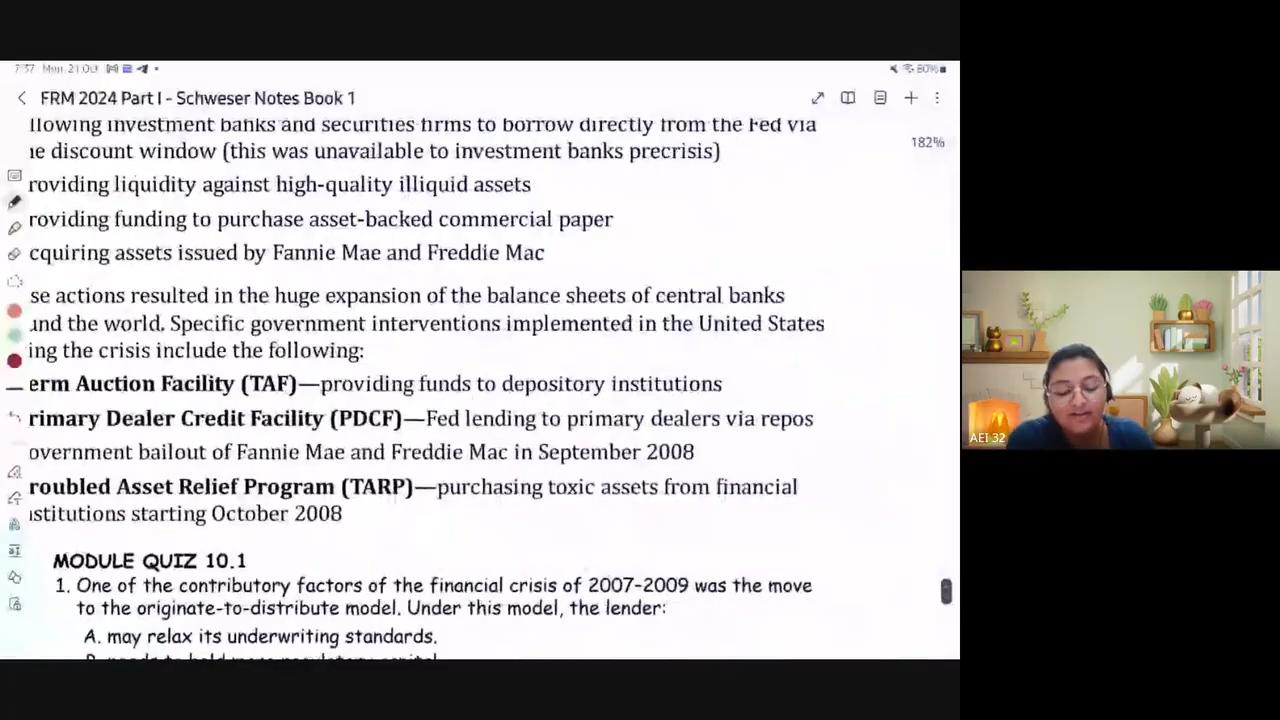 7:37 Mon 21 Oct
80%
FRM 2024 Part I - Schweser Notes Book 1
182%
llowing investment banks and securities firms to borrow directly from the Fed via
ne discount window (this was unavailable to investment banks precrisis)
roviding liquidity against high-quality illiquid assets
roviding funding to purchase asset-backed commercial paper
cquiring assets issued by Fannie Mae and Freddie Mac
se actions resulted in the huge expansion of the balance sheets of central banks
und the world. Specific government interventions implemented in the United States
ing the crisis include the following:
erm Auction Facility (TAF)—providing funds to depository institutions
rimary Dealer Credit Facility (PDCF)—Fed lending to primary dealers via repos
overnment bailout of Fannie Mae and Freddie Mac in September 2008
roubled Asset Relief Program (TARP)—purchasing toxic assets from financial
nstitutions starting October 2008
MODULE QUIZ 10.1
1. One of the contributory factors of the financial crisis of 2007-2009 was the move
to the originate-to-distribute model. Under this model, the lender:
A. may relax its underwriting standards.
AEI 32